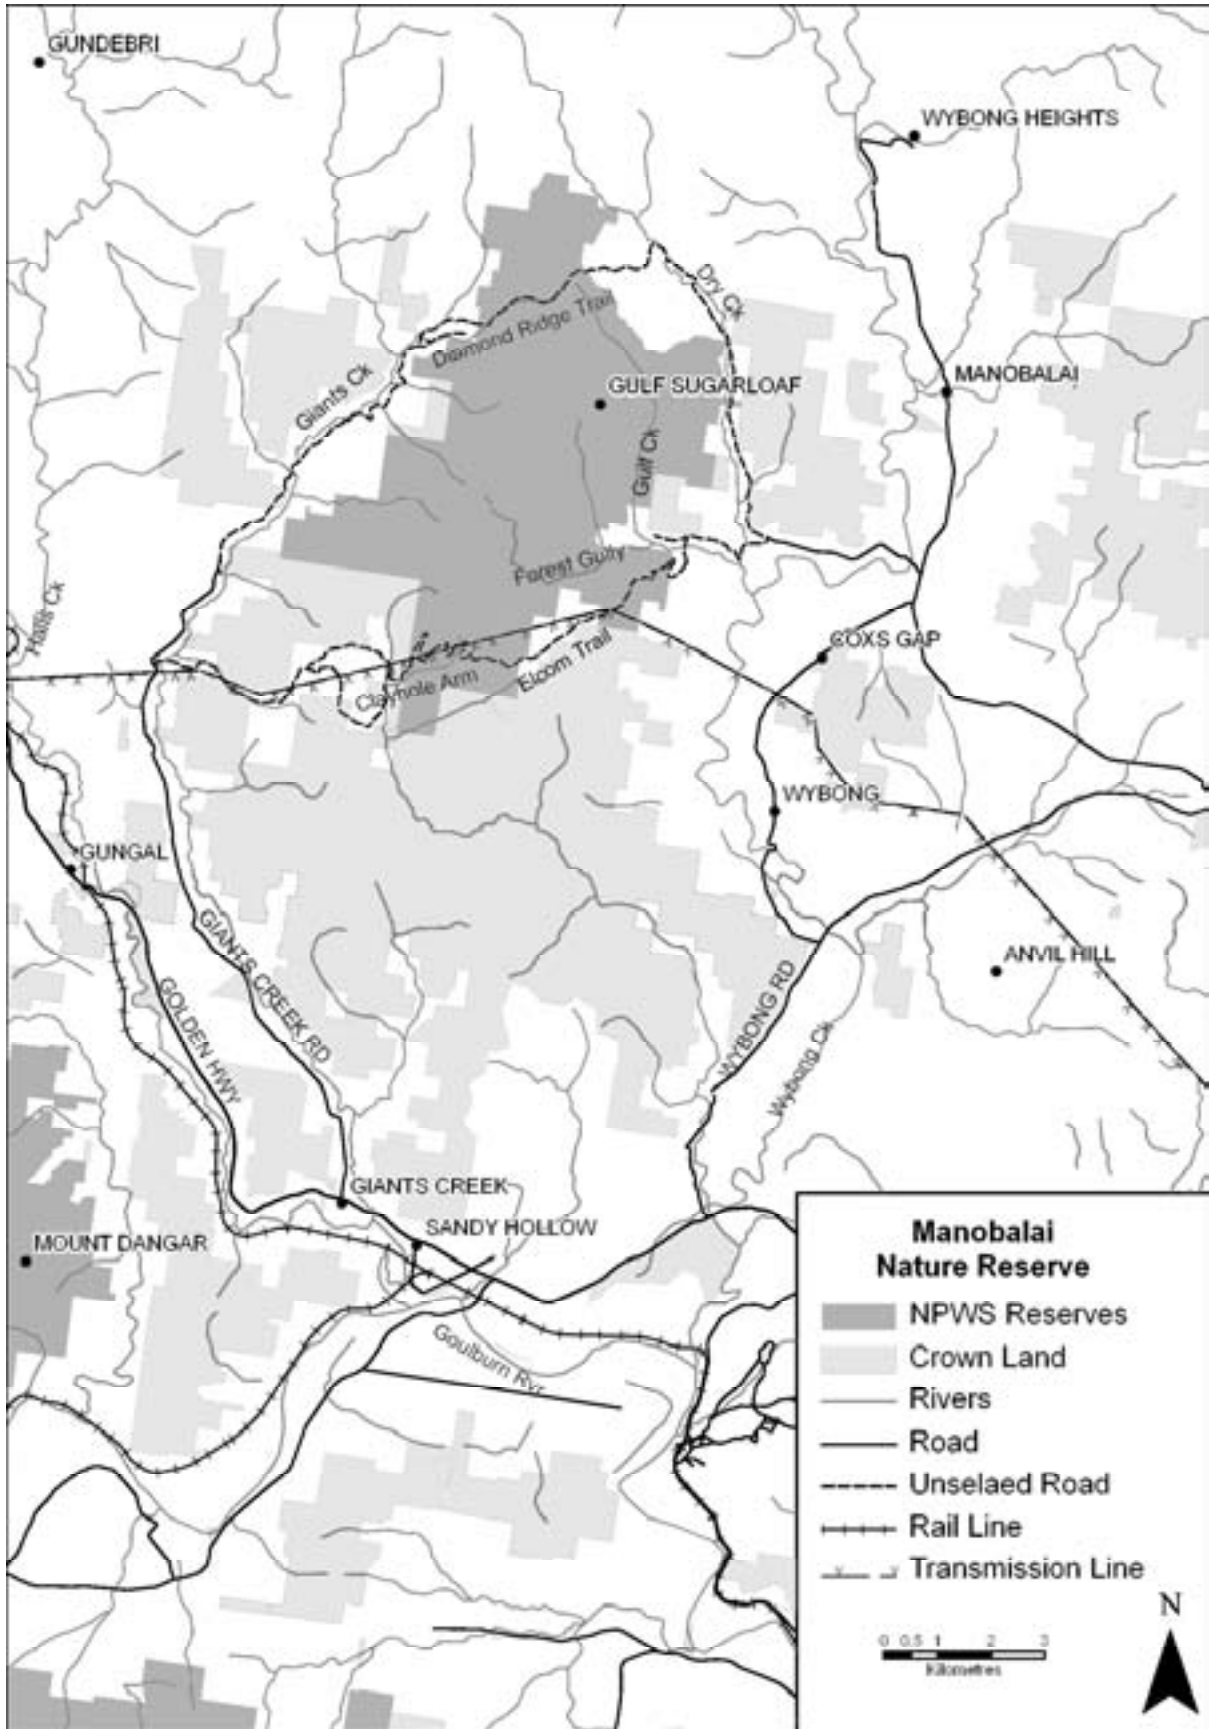 GUNDEBRI
WYBONG HEIGHTS
Dry Ck
Diamond Ridge Trail
MANOBALAI
GULF SUGARLOAF
Giants Ck
Gulf Ck
Forest Gully
Halls Ck
COXS GAP
Elcom Trail
Clayhole Arm
WYBONG
GUNGAL
GIANTS CREEK RD
ANVIL HILL
WYBONG RD
GOLDEN HWY
Wybong Ck
GIANTS CREEK
SANDY HOLLOW
MOUNT DANGAR
Goulburn Rvr
Manobalai
Nature Reserve
NPWS Reserves
Crown Land
Rivers
Road
Unselaed Road
Rail Line
Transmission Line
N
0 0.5 1 2 3
Kilometres